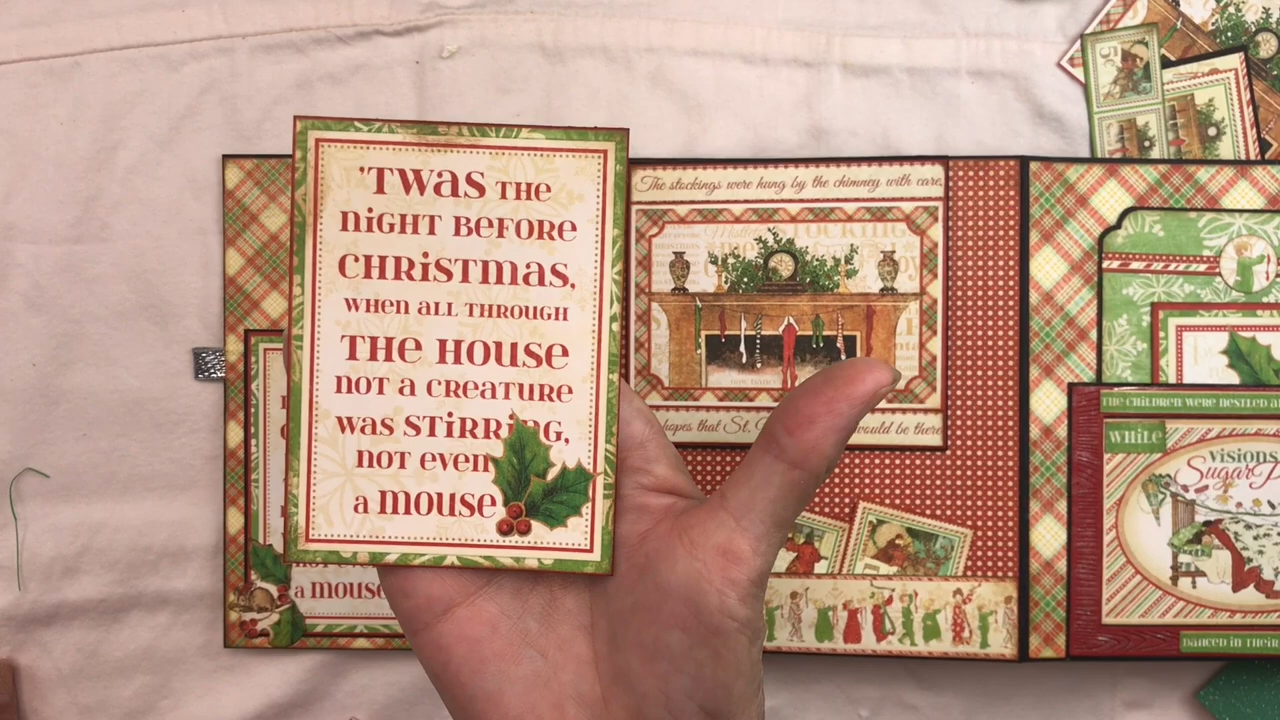 'TWAS THE
NIGHT BEFORE
CHRISTMAS,
WHEN ALL THROUGH
THE HOUSE
NOT A CREATURE
WAS STIRRING,
NOT EVEN
A MOUSE
The stockings were hung by the chimney with care,
hopes that St. would be there
a mouse
THE CHILDREN WERE NESTLED
WHILE
VISIONS
DANCED IN THEIR
5¢